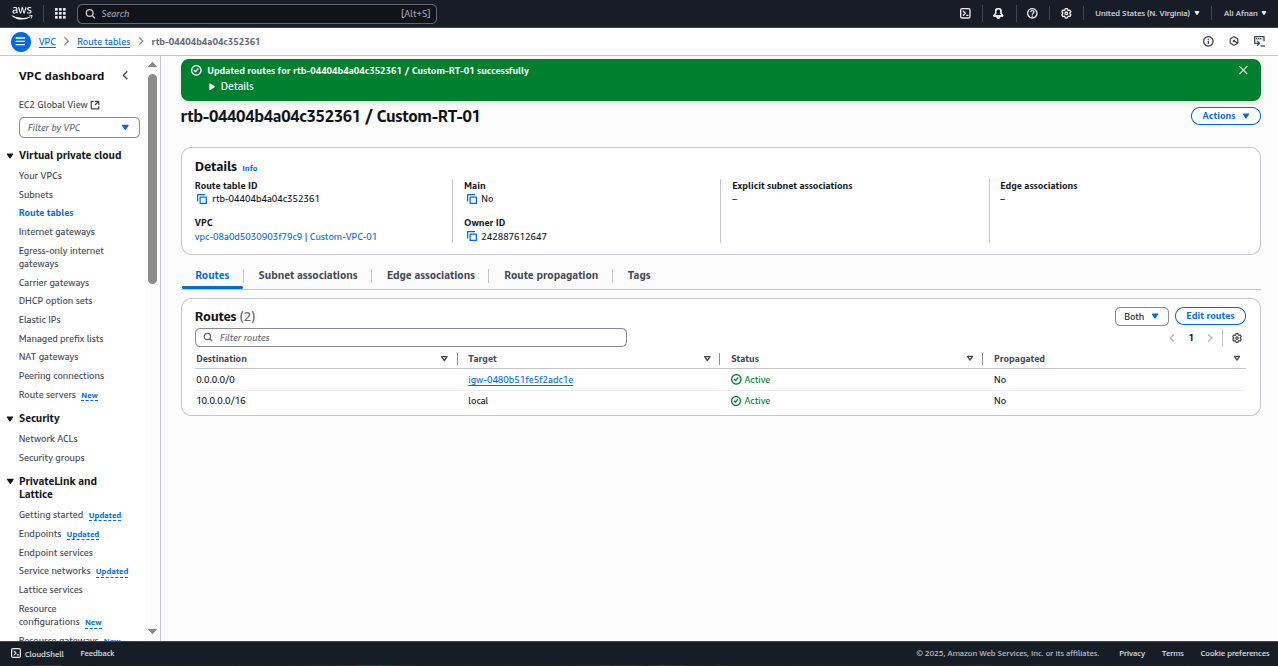 aws
Search [Alt+S]
United States (N. Virginia)
Ali Afnan
VPC > Route tables > rtb-04404b4a04c352361
VPC dashboard
EC2 Global View
Filter by VPC
Virtual private cloud
Your VPCs
Subnets
Route tables
Internet gateways
Egress-only internet
gateways
Carrier gateways
DHCP option sets
Elastic IPs
Managed prefix lists
NAT gateways
Peering connections
Route servers New
Security
Network ACLs
Security groups
PrivateLink and
Lattice
Getting started Updated
Endpoints Updated
Endpoint services
Service networks Updated
Lattice services
Resource
configurations New
Resource gateways New
Updated routes for rtb-04404b4a04c352361 / Custom-RT-01 successfully
Details
rtb-04404b4a04c352361 / Custom-RT-01
Actions
Details Info
Route table ID
rtb-04404b4a04c352361
Main
No
Explicit subnet associations
–
Edge associations
–
VPC
vpc-08a0d5030903f79c9 | Custom-VPC-01
Owner ID
242887612647
Routes
Subnet associations
Edge associations
Route propagation
Tags
Routes (2)
Both
Edit routes
Filter routes
1
Destination Target Status Propagated
0.0.0.0/0 igw-0480b51fe5f2adc1e Active No
10.0.0.0/16 local Active No
CloudShell Feedback © 2025, Amazon Web Services, Inc. or its affiliates. Privacy Terms Cookie preferences